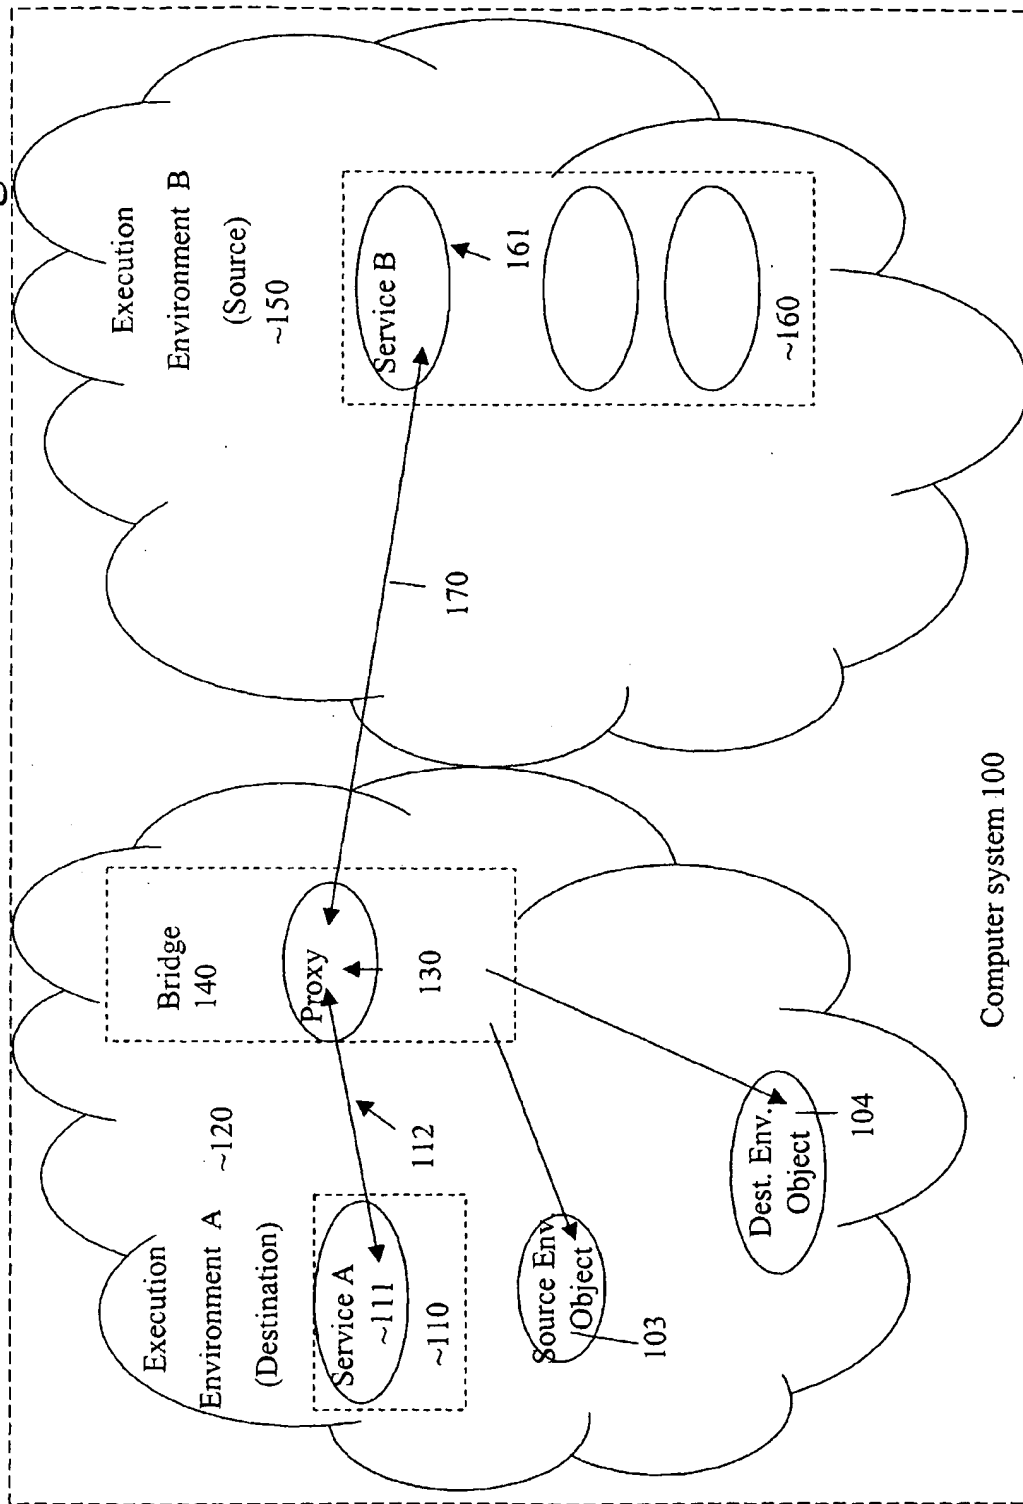 Execution
Environment A
~120
(Destination)
Service A
~111
~110
112
Bridge
140
Proxy
130
Source Env.
Object
103
Dest. Env.
Object
104
170
Execution
Environment B
(Source)
~150
Service B
161
~160
Computer system 100